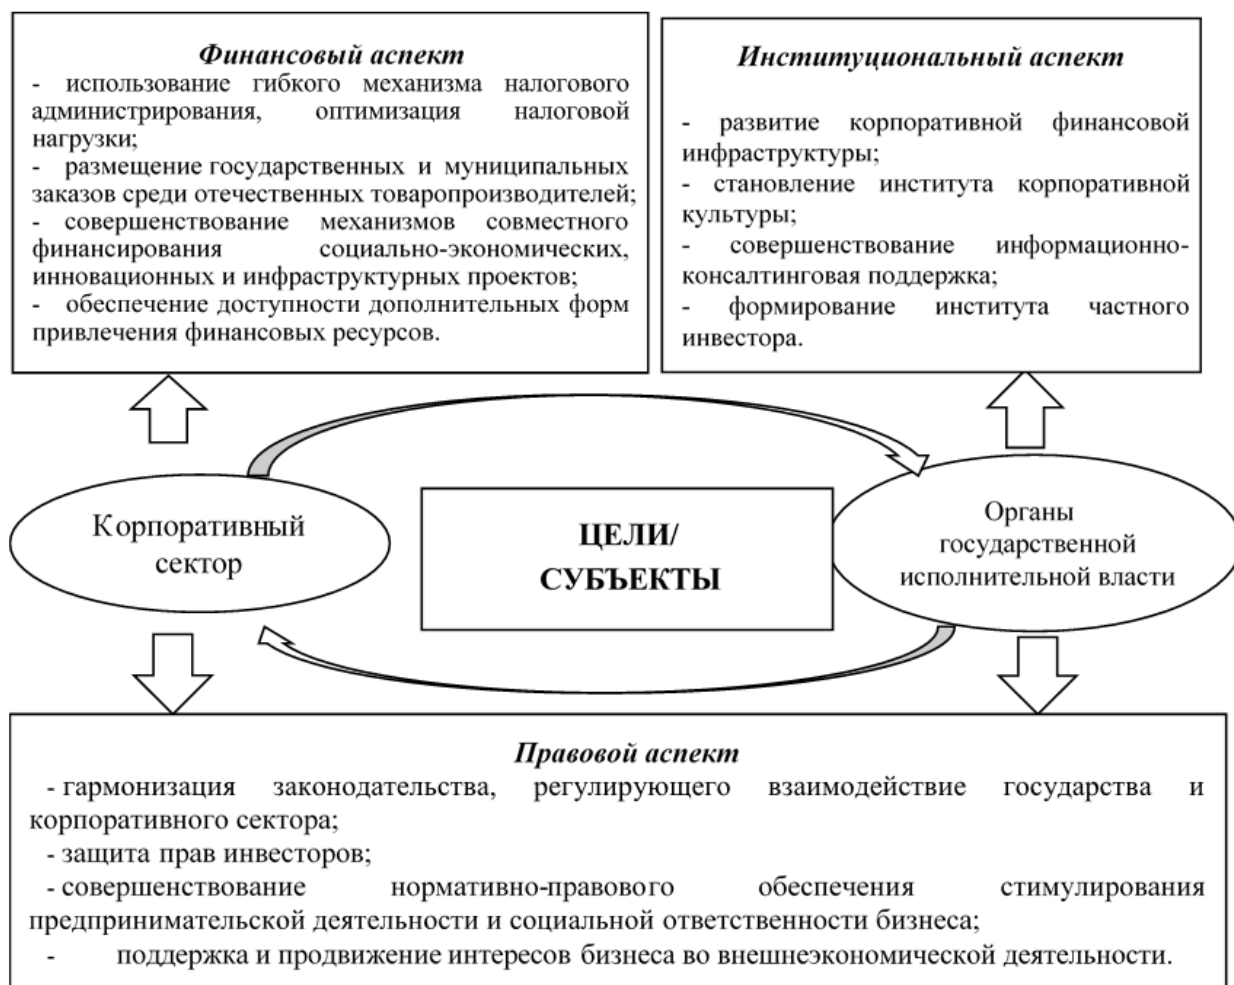 Финансовый аспект
- использование гибкого механизма налогового
администрирования, оптимизация налоговой
нагрузки;
- размещение государственных и муниципальных
заказов среди отечественных товаропроизводителей;
- совершенствование механизмов совместного
финансирования социально-экономических,
инновационных и инфраструктурных проектов;
- обеспечение доступности дополнительных форм
привлечения финансовых ресурсов.
Институциональный аспект
- развитие корпоративной финансовой
инфраструктуры;
- становление института корпоративной
культуры;
- совершенствование информационно-
консалтинговая поддержка;
- формирование института частного
инвестора.
Корпоративный
сектор
ЦЕЛИ/
СУБЪЕКТЫ
Органы
государственной
исполнительной власти
Правовой аспект
- гармонизация законодательства, регулирующего взаимодействие государства и
корпоративного сектора;
- защита прав инвесторов;
- совершенствование нормативно-правового обеспечения стимулирования
предпринимательской деятельности и социальной ответственности бизнеса;
- поддержка и продвижение интересов бизнеса во внешнеэкономической деятельности.